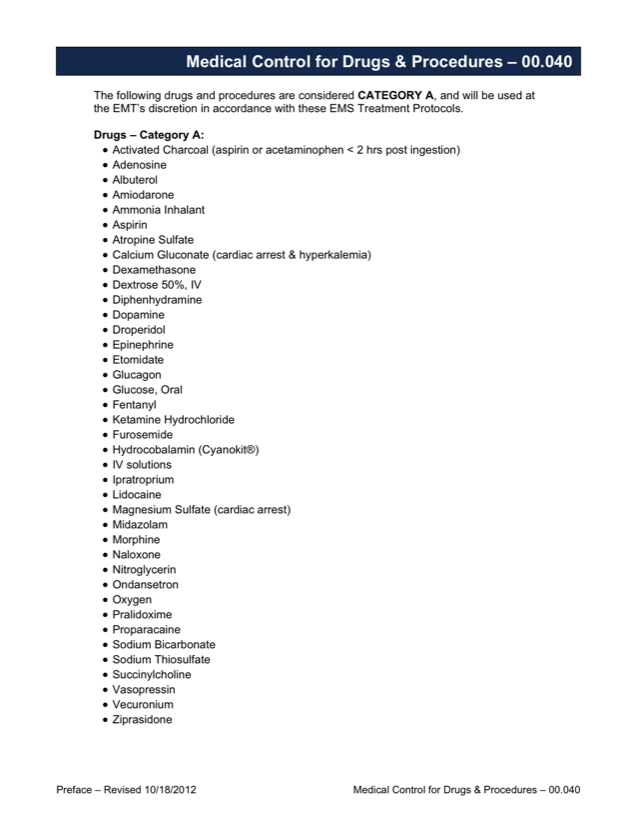 Medical Control for Drugs & Procedures – 00.040
The following drugs and procedures are considered CATEGORY A, and will be used at
the EMT's discretion in accordance with these EMS Treatment Protocols.
Drugs – Category A:
• Activated Charcoal (aspirin or acetaminophen < 2 hrs post ingestion)
• Adenosine
• Albuterol
• Amiodarone
• Ammonia Inhalant
• Aspirin
• Atropine Sulfate
• Calcium Gluconate (cardiac arrest & hyperkalemia)
• Dexamethasone
• Dextrose 50%, IV
• Diphenhydramine
• Dopamine
• Droperidol
• Epinephrine
• Etomidate
• Glucagon
• Glucose, Oral
• Fentanyl
• Ketamine Hydrochloride
• Furosemide
• Hydrocobalamin (Cyanokit®)
• IV solutions
• Ipratroprium
• Lidocaine
• Magnesium Sulfate (cardiac arrest)
• Midazolam
• Morphine
• Naloxone
• Nitroglycerin
• Ondansetron
• Oxygen
• Pralidoxime
• Proparacaine
• Sodium Bicarbonate
• Sodium Thiosulfate
• Succinylcholine
• Vasopressin
• Vecuronium
• Ziprasidone
Preface – Revised 10/18/2012 Medical Control for Drugs & Procedures – 00.040